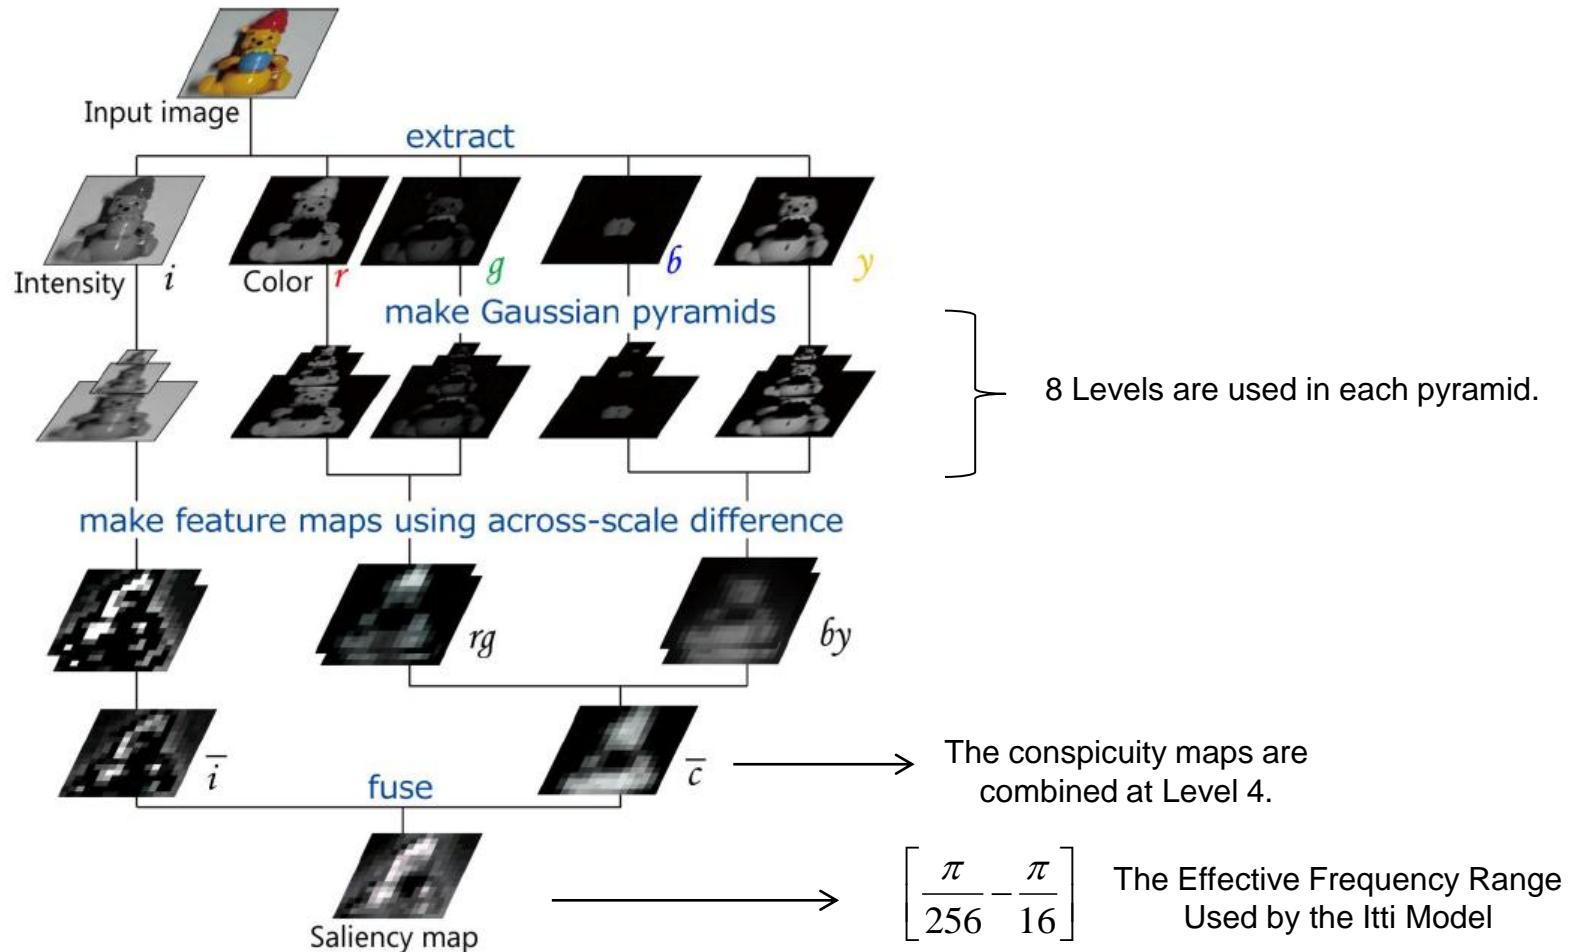 Input image
extract
Intensity i
Color r
g
b
y
make Gaussian pyramids
8 Levels are used in each pyramid.
make feature maps using across-scale difference
rg
by
i̅
c̅
The conspicuity maps are
combined at Level 4.
fuse
[π/256 − π/16]
The Effective Frequency Range
Used by the Itti Model
Saliency map